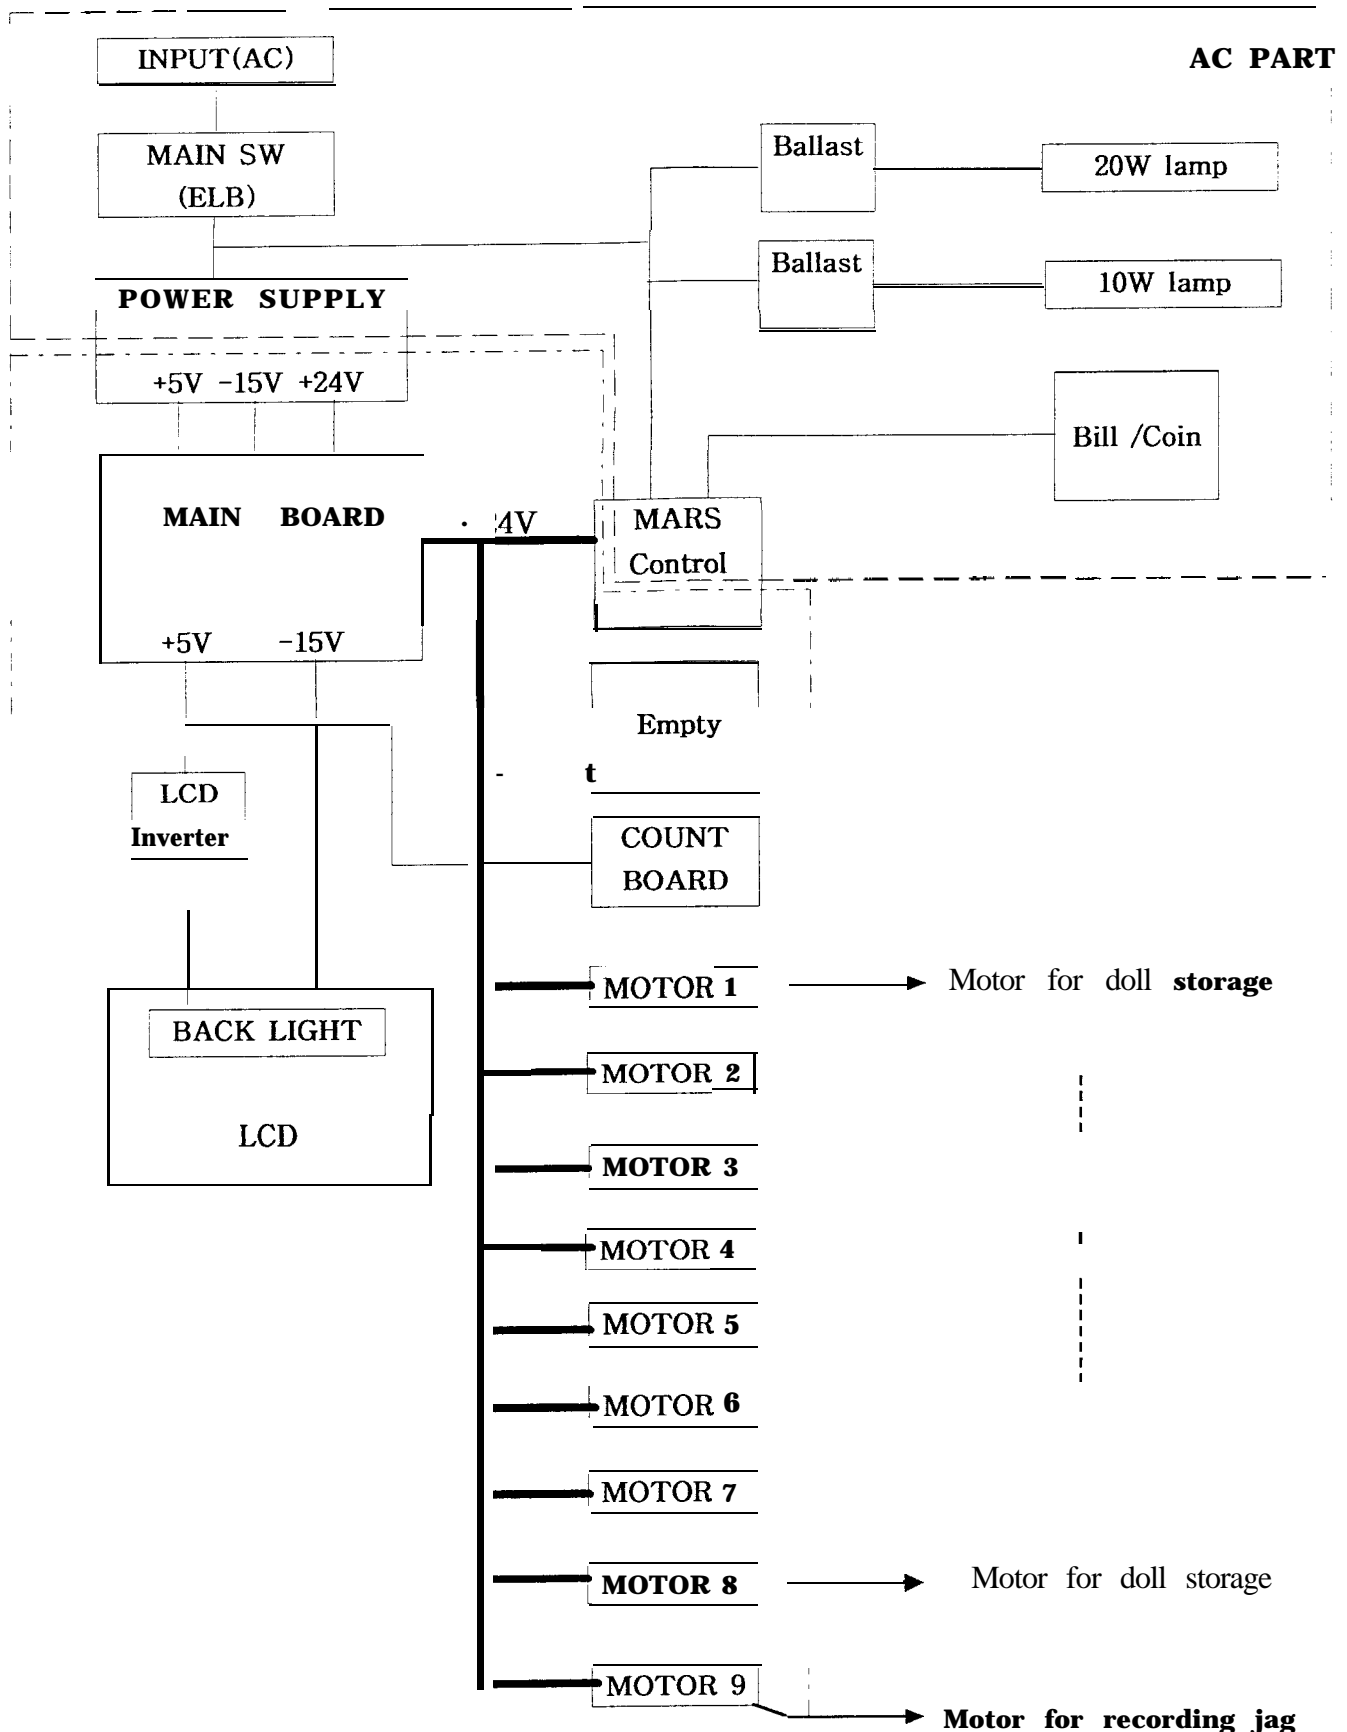 INPUT(AC)
AC PART
MAIN SW
(ELB)
Ballast
20W lamp
Ballast
10W lamp
POWER SUPPLY
+5V -15V +24V
Bill /Coin
MAIN BOARD
4V
MARS
Control
+5V -15V
Empty
t
LCD
Inverter
COUNT
BOARD
MOTOR 1
Motor for doll storage
BACK LIGHT
MOTOR 2
LCD
MOTOR 3
MOTOR 4
MOTOR 5
MOTOR 6
MOTOR 7
MOTOR 8
Motor for doll storage
MOTOR 9
Motor for recording jag